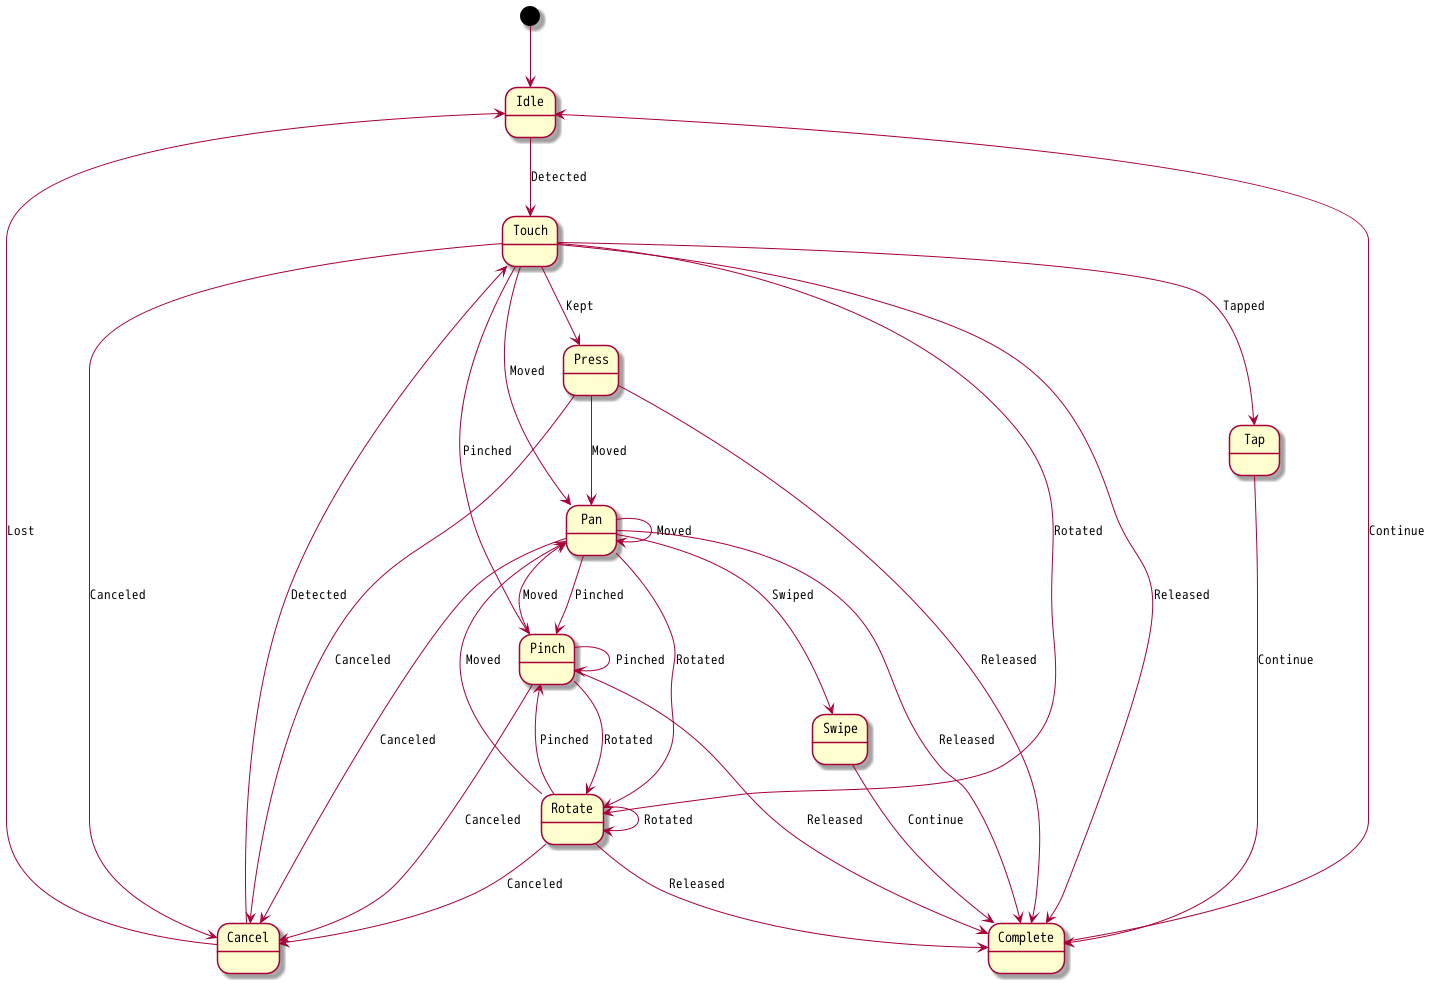 Idle
Detected
Touch
Kept
Tapped
Press
Moved
Tap
Pinched
Moved
Pan
Moved
Lost
Rotated
Continue
Canceled
Detected
Moved
Pinched
Swiped
Released
Pinch
Pinched
Canceled
Moved
Rotated
Released
Continue
Swipe
Canceled
Pinched
Rotated
Released
Rotate
Rotated
Canceled
Released
Continue
Canceled
Released
Cancel
Complete